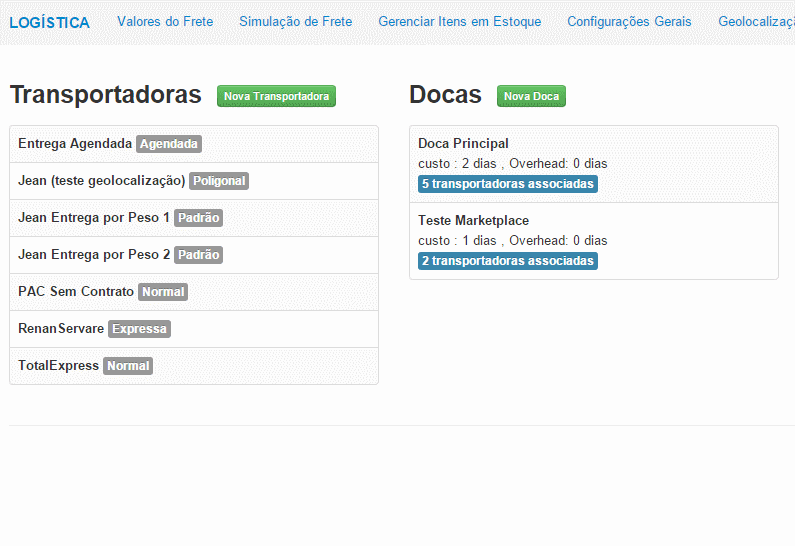 LOGÍSTICA Valores do Frete Simulação de Frete Gerenciar Itens em Estoque Configurações Gerais Geolocalizaç
Transportadoras Nova Transportadora
Entrega Agendada Agendada
Jean (teste geolocalização) Poligonal
Jean Entrega por Peso 1 Padrão
Jean Entrega por Peso 2 Padrão
PAC Sem Contrato Normal
RenanServare Expressa
TotalExpress Normal
Docas Nova Doca
Doca Principal
custo : 2 dias , Overhead: 0 dias
5 transportadoras associadas
Teste Marketplace
custo : 1 dias , Overhead: 0 dias
2 transportadoras associadas